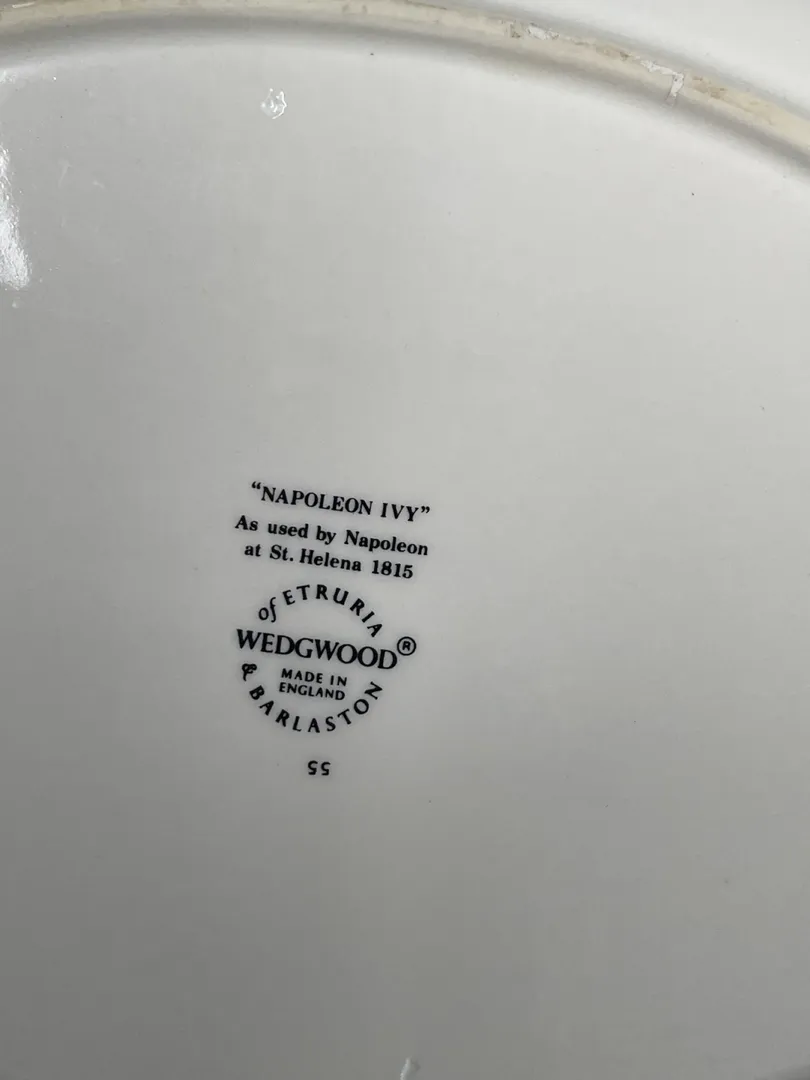 “NAPOLEON IVY”
As used by Napoleon
at St. Helena 1815
of ETRURIA
WEDGWOOD®
MADE IN
ENGLAND
& BARLASTON
55